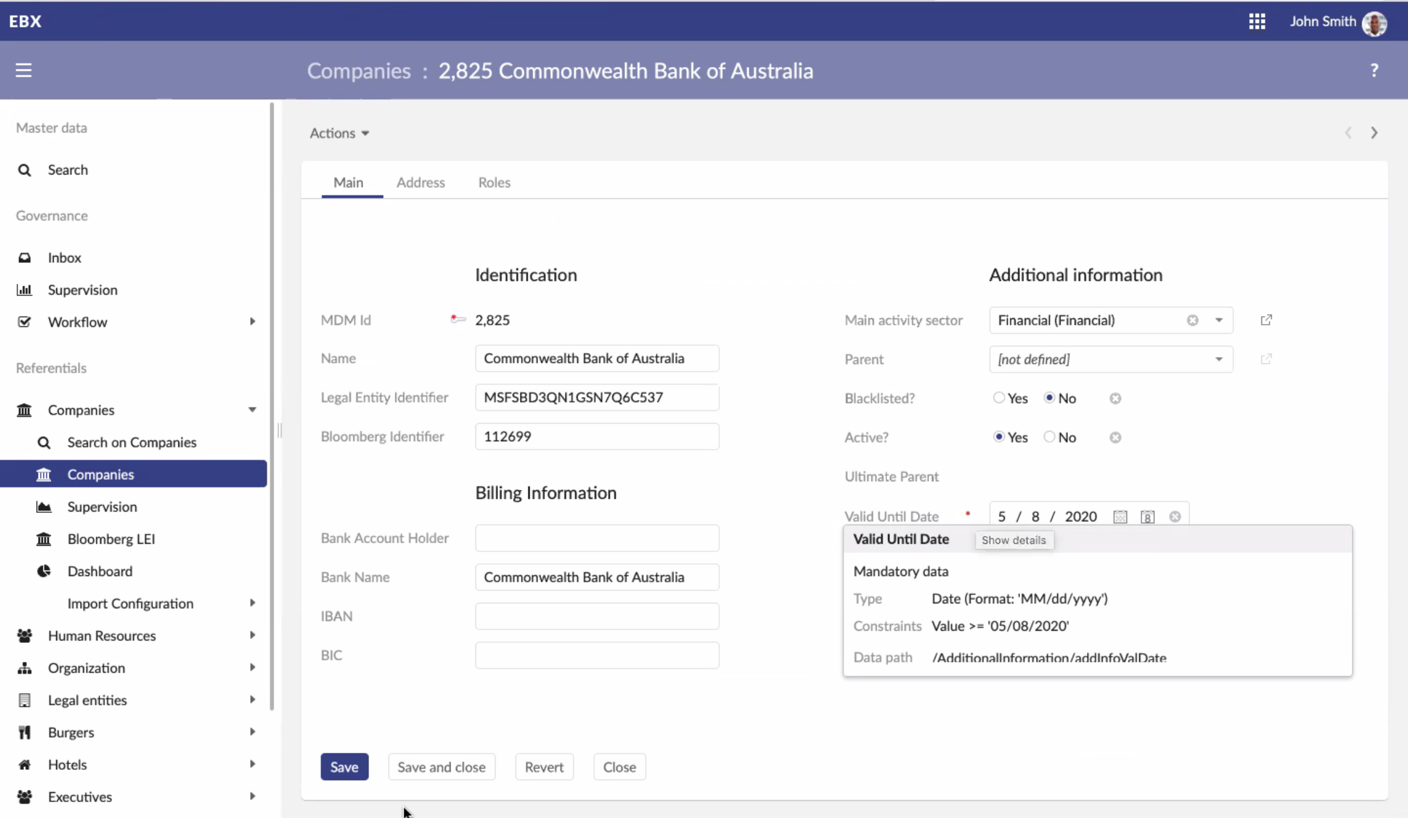 EBX
John Smith
Companies : 2,825 Commonwealth Bank of Australia
?
Master data
Search
Governance
Inbox
Supervision
Workflow
Referentials
Companies
Search on Companies
Companies
Supervision
Bloomberg LEI
Dashboard
Import Configuration
Human Resources
Organization
Legal entities
Burgers
Hotels
Executives
Actions
Main Address Roles
Identification
MDM Id 2,825
Name Commonwealth Bank of Australia
Legal Entity Identifier MSFSBD3QN1GSN7Q6C537
Bloomberg Identifier 112699
Billing Information
Bank Account Holder
Bank Name Commonwealth Bank of Australia
IBAN
BIC
Additional information
Main activity sector Financial (Financial)
Parent [not defined]
Blacklisted? Yes No
Active? Yes No
Ultimate Parent
Valid Until Date * 5 / 8 / 2020
Valid Until Date Show details
Mandatory data
Type Date (Format: 'MM/dd/yyyy')
Constraints Value >= '05/08/2020'
Data path /AdditionalInformation/addInfoValDate
Save Save and close Revert Close